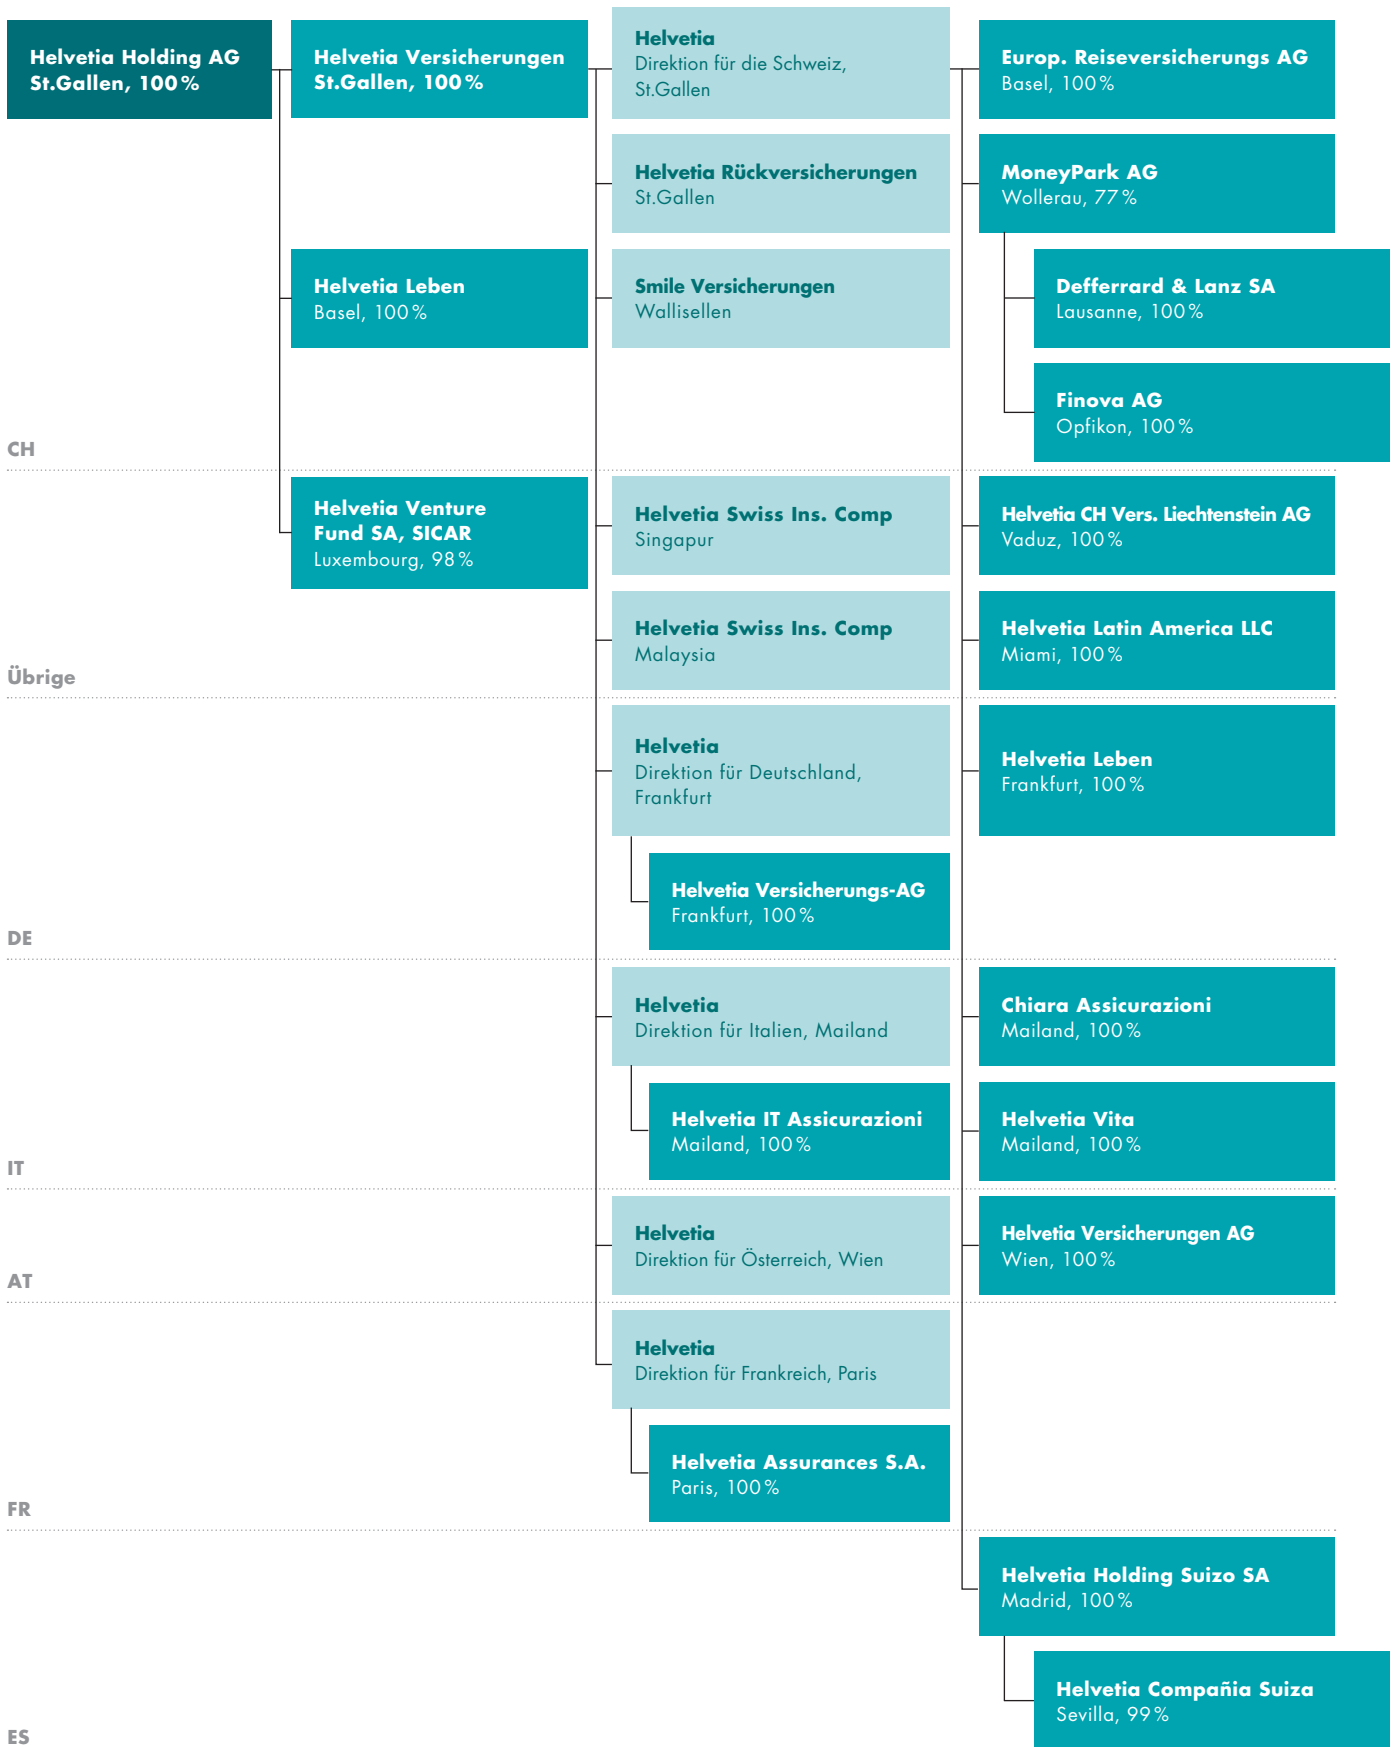 Helvetia Holding AG
St.Gallen, 100 %
Helvetia Versicherungen
St.Gallen, 100 %
Helvetia
Direktion für die Schweiz,
St.Gallen
Europ. Reiseversicherungs AG
Basel, 100 %
Helvetia Rückversicherungen
St.Gallen
MoneyPark AG
Wollerau, 77 %
Helvetia Leben
Basel, 100 %
Smile Versicherungen
Wallisellen
Defferrard & Lanz SA
Lausanne, 100 %
Finova AG
Opfikon, 100 %
CH
Helvetia Venture
Fund SA, SICAR
Luxembourg, 98 %
Helvetia Swiss Ins. Comp
Singapur
Helvetia CH Vers. Liechtenstein AG
Vaduz, 100 %
Helvetia Swiss Ins. Comp
Malaysia
Helvetia Latin America LLC
Miami, 100 %
Übrige
Helvetia
Direktion für Deutschland,
Frankfurt
Helvetia Leben
Frankfurt, 100 %
Helvetia Versicherungs-AG
Frankfurt, 100 %
DE
Helvetia
Direktion für Italien, Mailand
Chiara Assicurazioni
Mailand, 100 %
Helvetia IT Assicurazioni
Mailand, 100 %
Helvetia Vita
Mailand, 100 %
IT
Helvetia
Direktion für Österreich, Wien
Helvetia Versicherungen AG
Wien, 100 %
AT
Helvetia
Direktion für Frankreich, Paris
Helvetia Assurances S.A.
Paris, 100 %
FR
Helvetia Holding Suizo SA
Madrid, 100 %
Helvetia Compañia Suiza
Sevilla, 99 %
ES